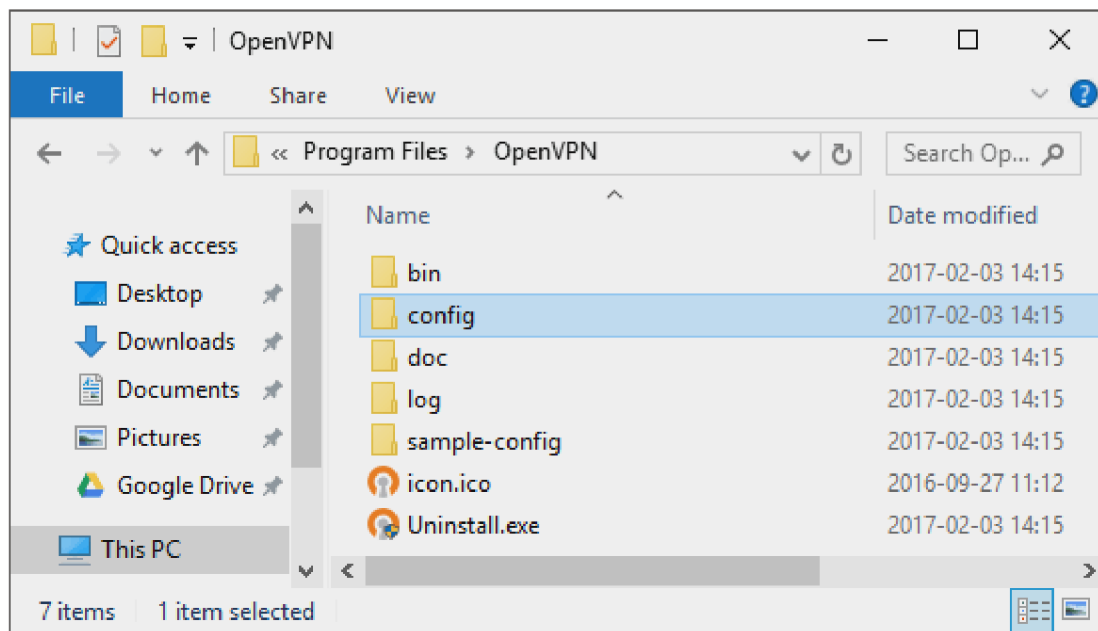 OpenVPN
File Home Share View
« Program Files > OpenVPN Search Op...
Name Date modified
Quick access
Desktop
Downloads
Documents
Pictures
Google Drive
This PC
bin 2017-02-03 14:15
config 2017-02-03 14:15
doc 2017-02-03 14:15
log 2017-02-03 14:15
sample-config 2017-02-03 14:15
icon.ico 2016-09-27 11:12
Uninstall.exe 2017-02-03 14:15
7 items 1 item selected